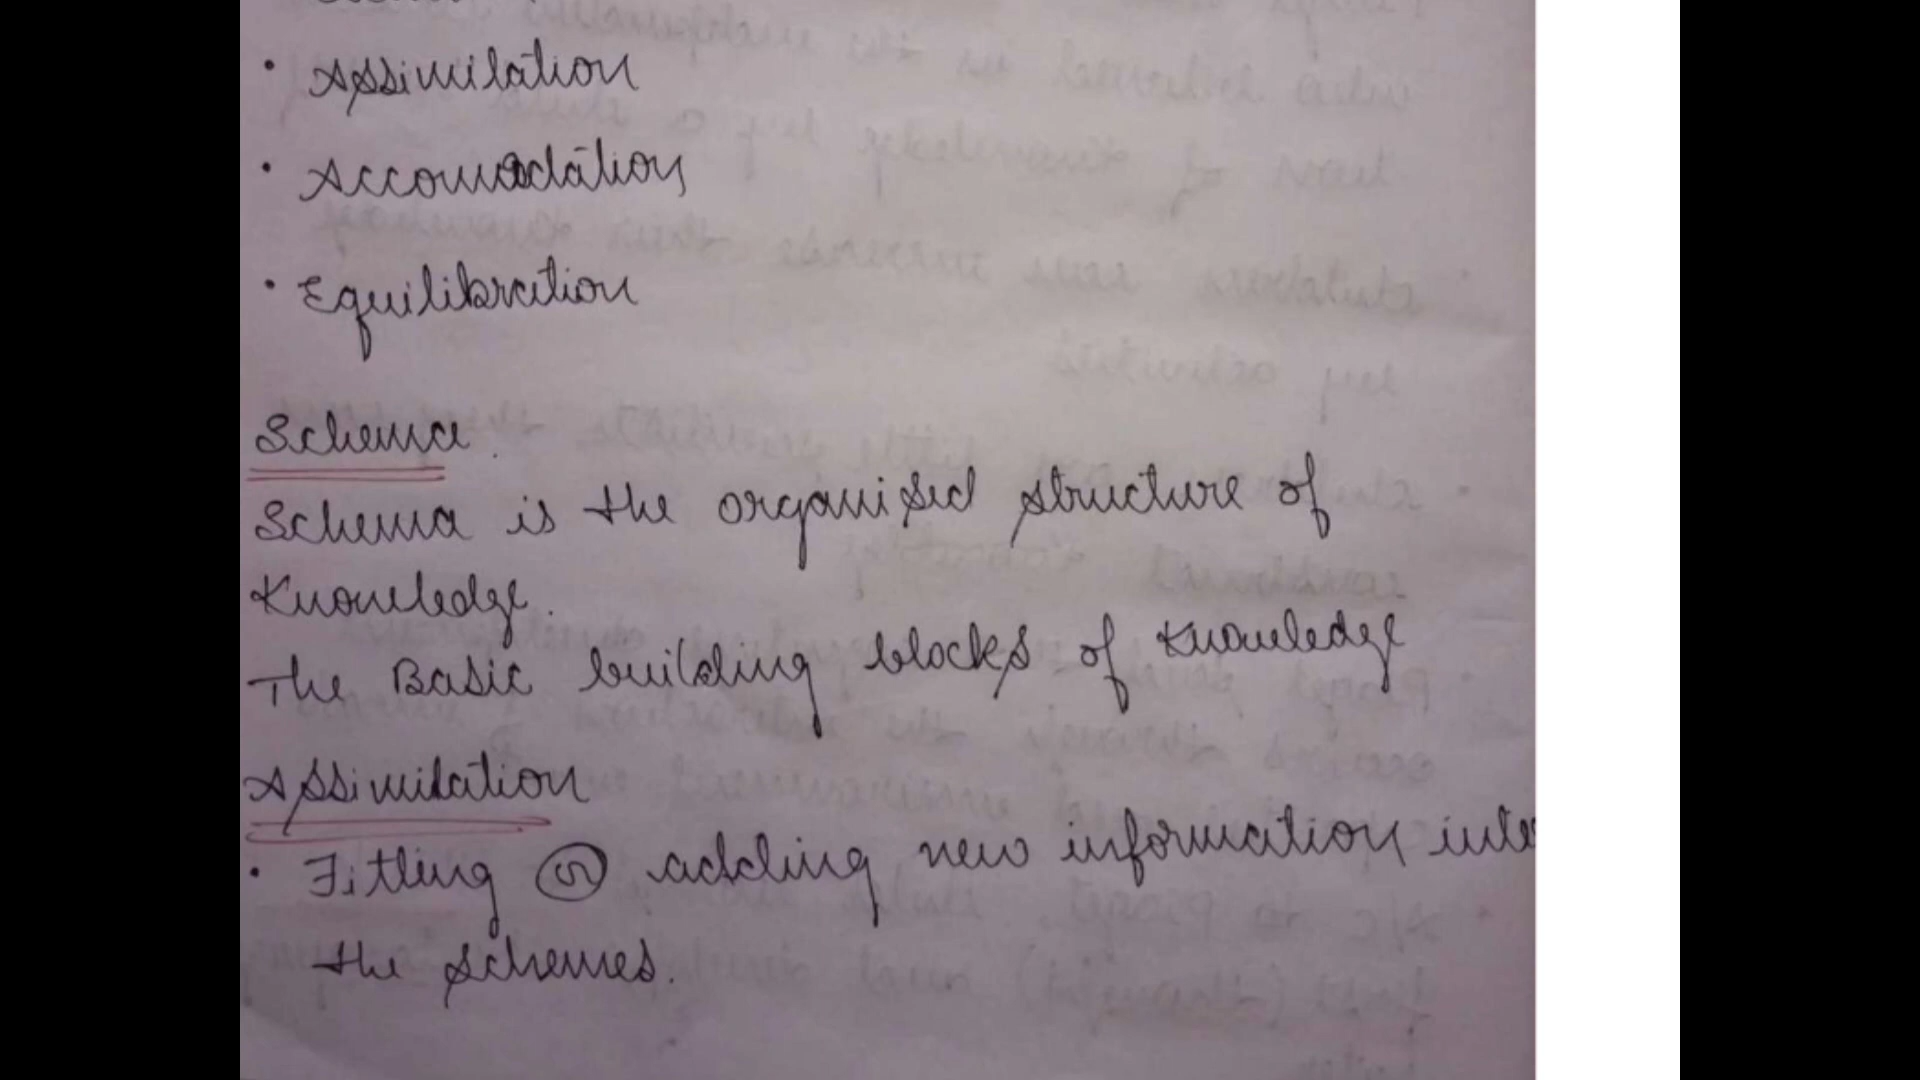 • Assimilation
• Accomodation
• Equilibration
Schema.
Schema is the organised structure of
Knowledge.
The Basic building blocks of Knowledge
Assimilation
• Fitting or adding new information into
the schemes.